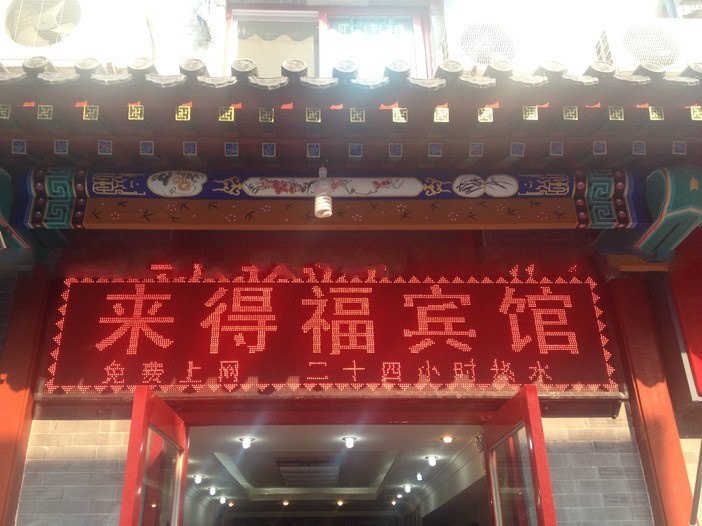 来得福宾馆
免费上网 二十四小时热水